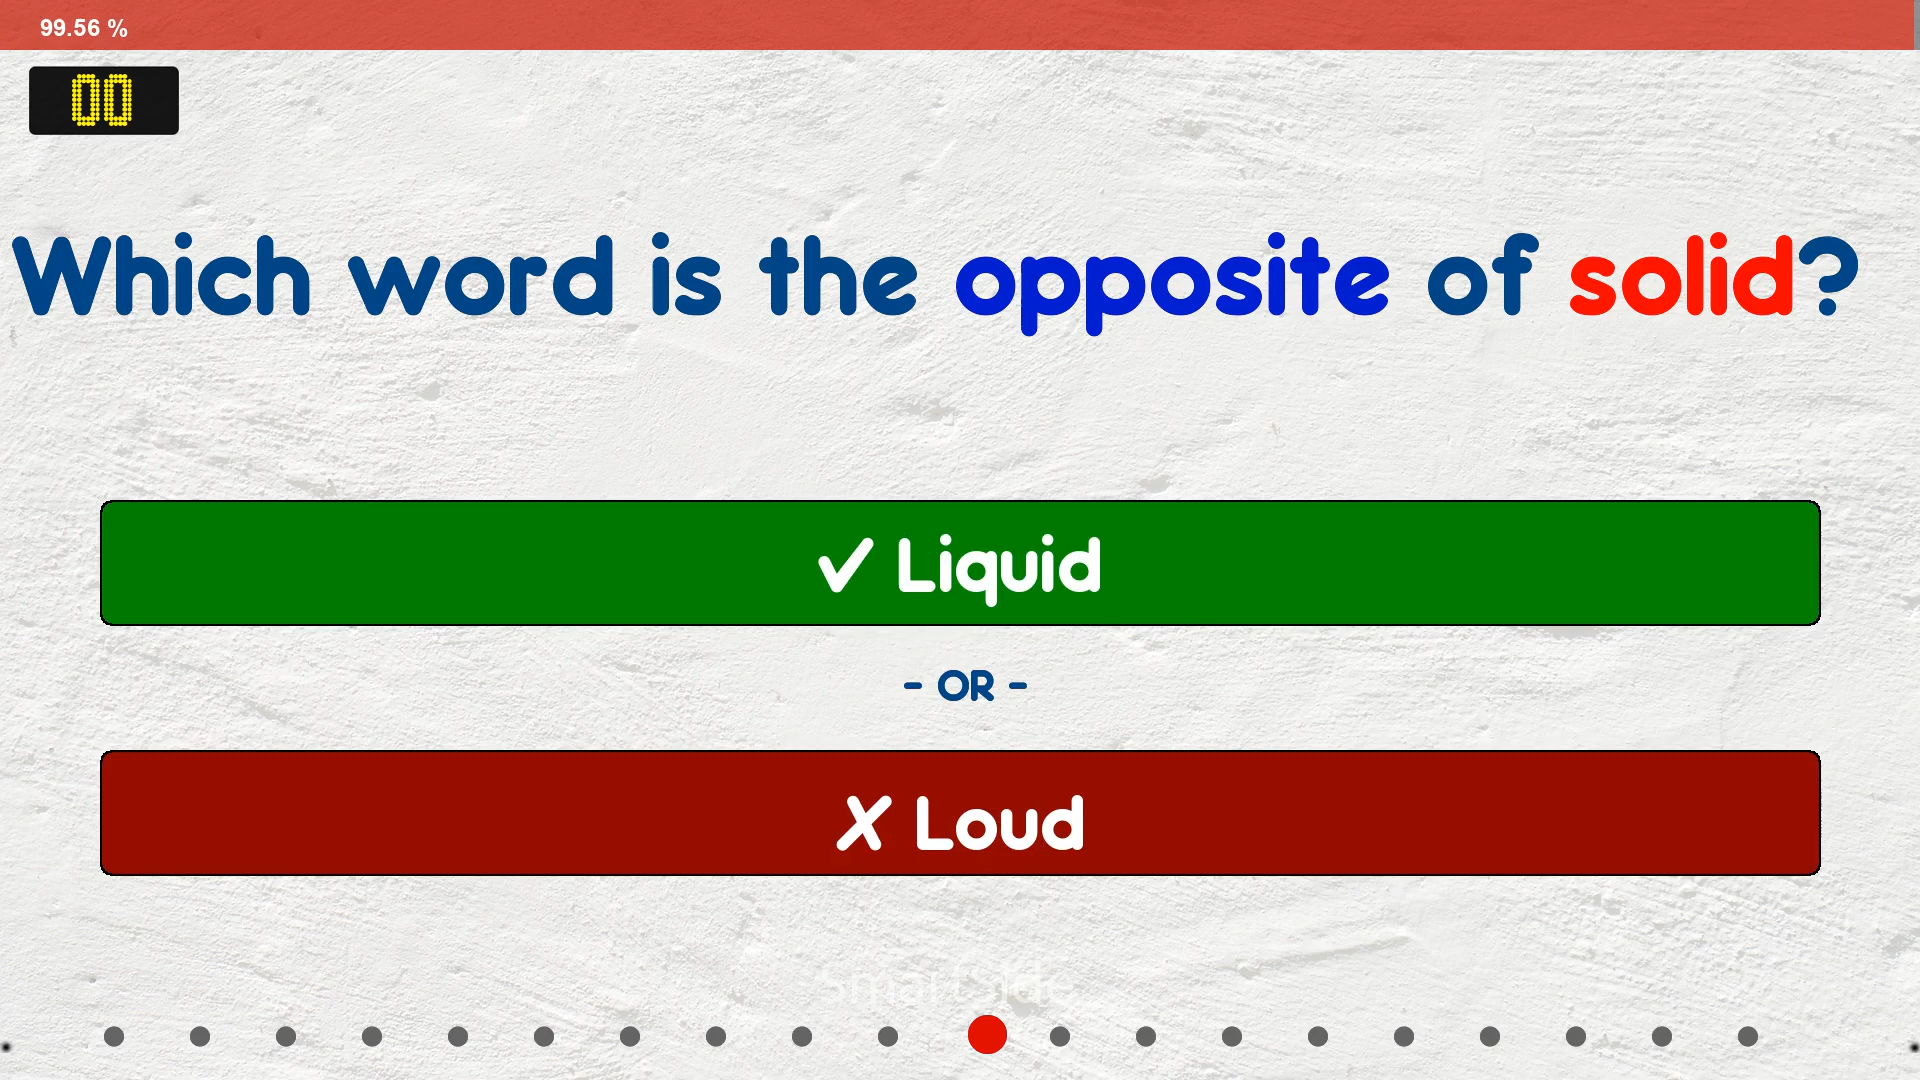 99.56 %
00
Which word is the opposite of solid?
✓ Liquid
- OR -
✗ Loud